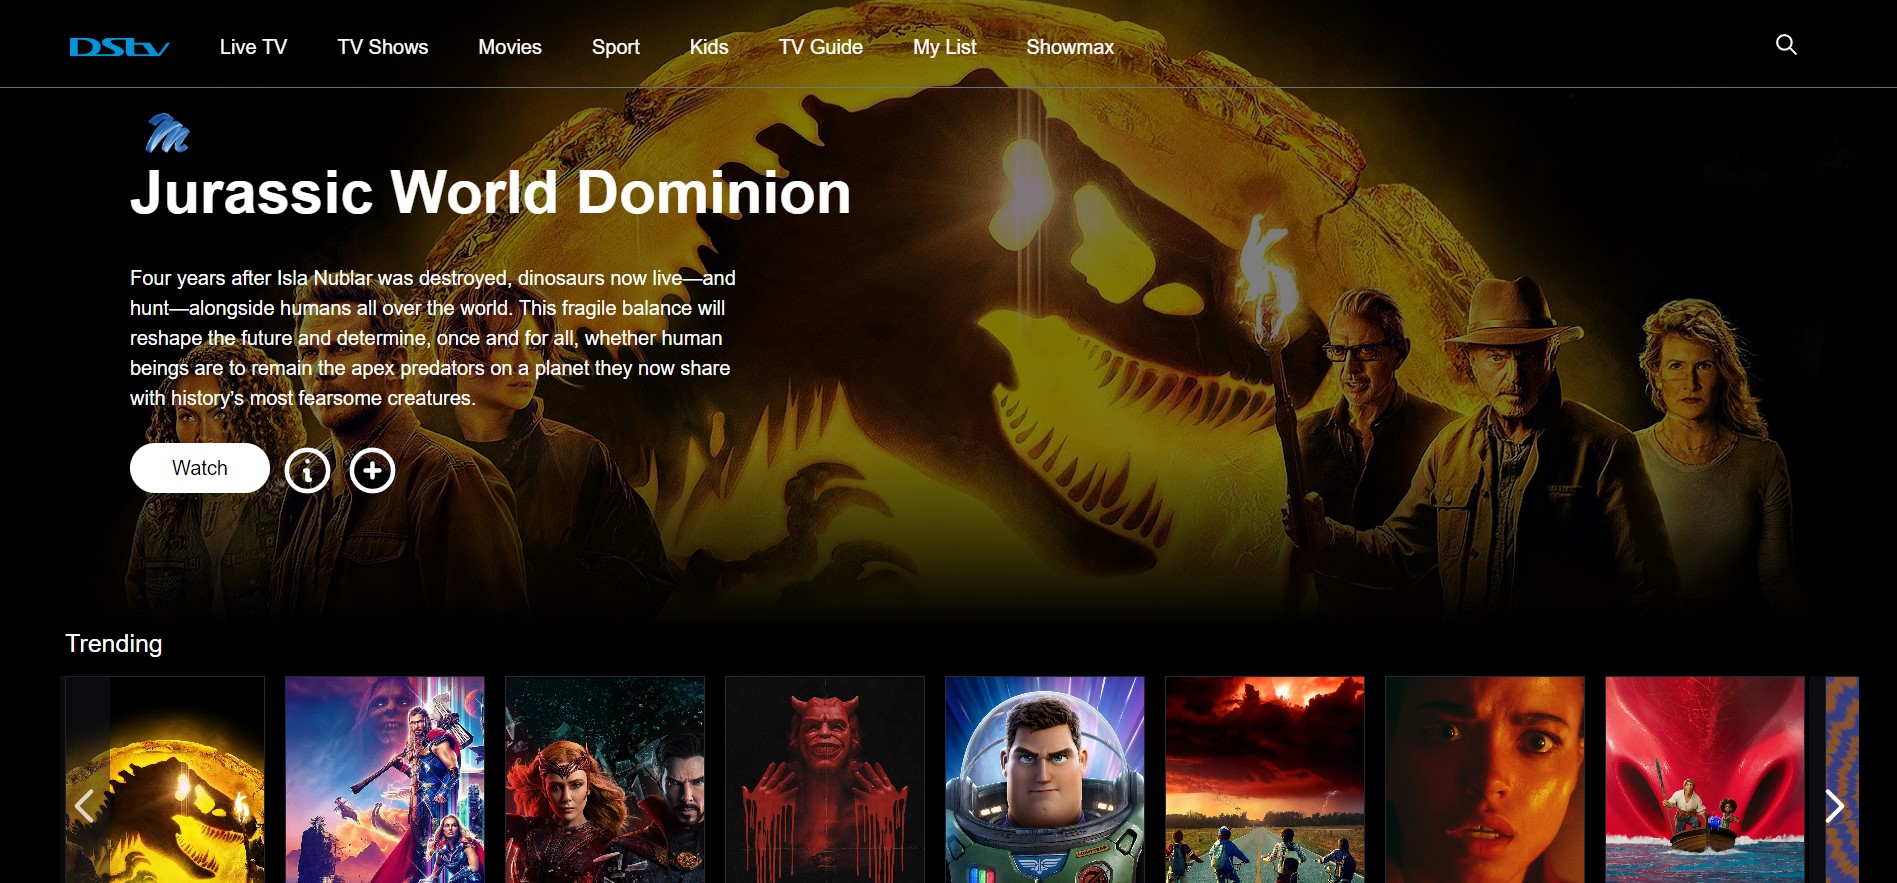 DStv
Live TV
TV Shows
Movies
Sport
Kids
TV Guide
My List
Showmax
M
Jurassic World Dominion
Four years after Isla Nublar was destroyed, dinosaurs now live—and
hunt—alongside humans all over the world. This fragile balance will
reshape the future and determine, once and for all, whether human
beings are to remain the apex predators on a planet they now share
with history’s most fearsome creatures.
Watch
Trending